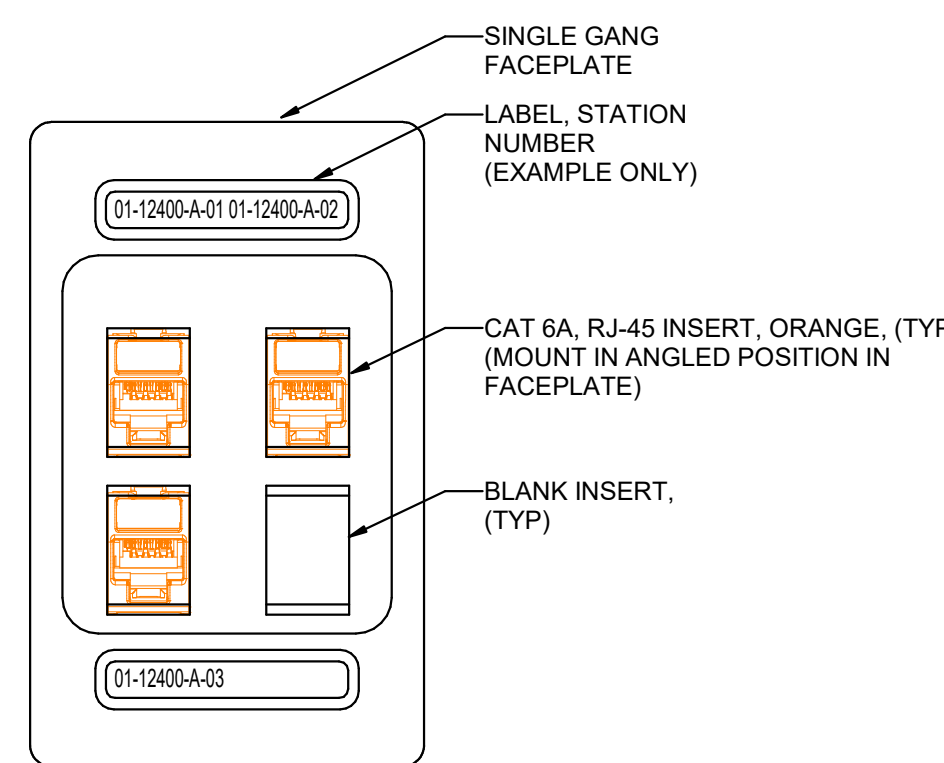 SINGLE GANG
FACEPLATE
LABEL, STATION
NUMBER
(EXAMPLE ONLY)
01-12400-A-01 01-12400-A-02
CAT 6A, RJ-45 INSERT, ORANGE, (TYP
(MOUNT IN ANGLED POSITION IN
FACEPLATE)
BLANK INSERT,
(TYP)
01-12400-A-03